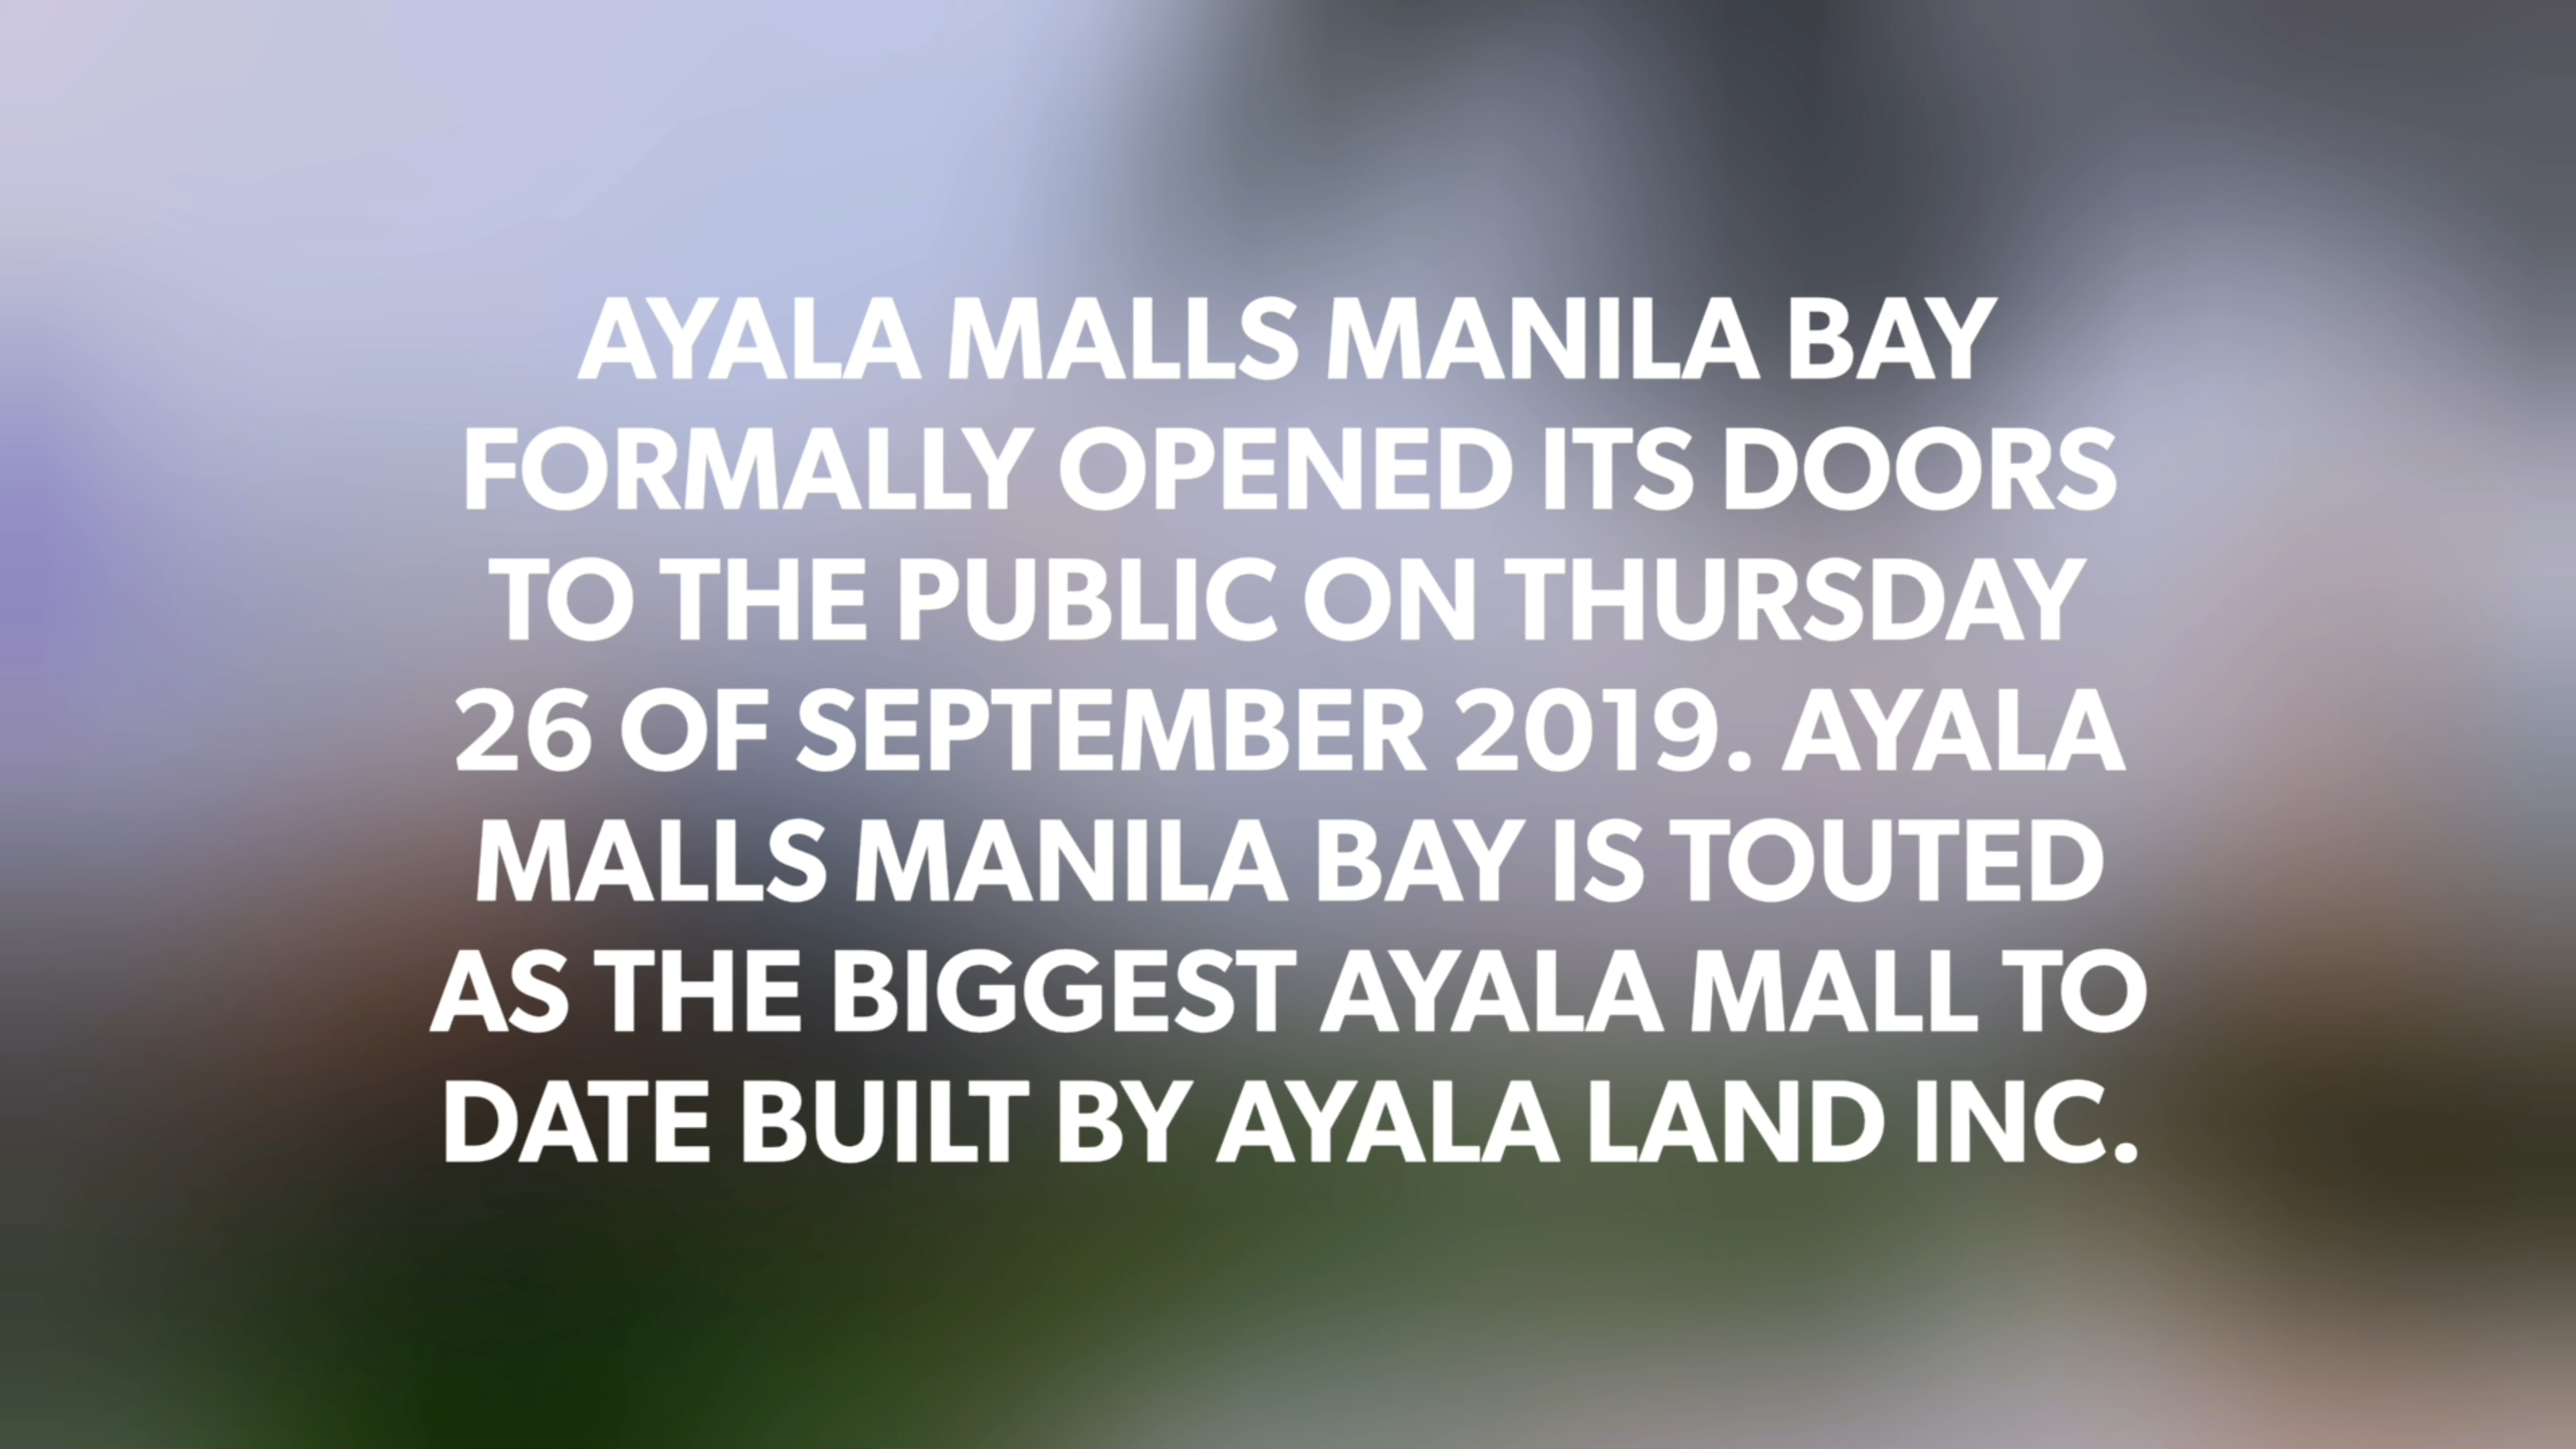 AYALA MALLS MANILA BAY
FORMALLY OPENED ITS DOORS
TO THE PUBLIC ON THURSDAY
26 OF SEPTEMBER 2019. AYALA
MALLS MANILA BAY IS TOUTED
AS THE BIGGEST AYALA MALL TO
DATE BUILT BY AYALA LAND INC.